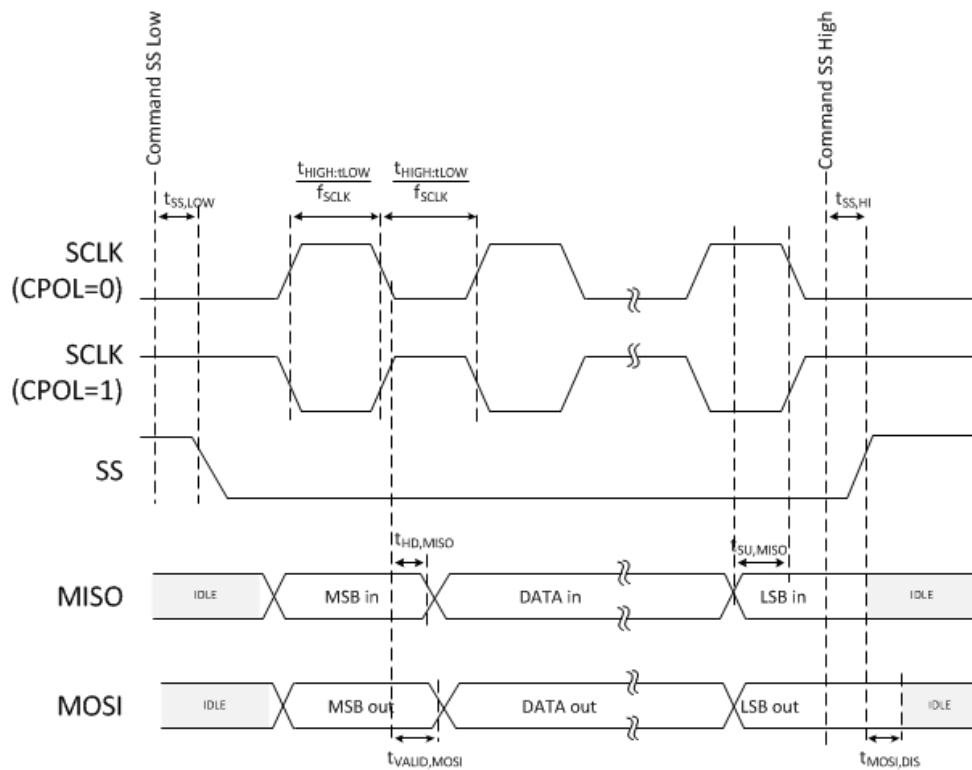 Command SS Low
Command SS High
tHIGH:tLOW
fSCLK
tHIGH:tLOW
fSCLK
tSS,LOW
tSS,HI
SCLK
(CPOL=0)
SCLK
(CPOL=1)
SS
tHD,MISO
tSU,MISO
MISO
IDLE
MSB in
DATA in
LSB in
IDLE
MOSI
IDLE
MSB out
DATA out
LSB out
IDLE
tVALID,MOSI
tMOSI,DIS